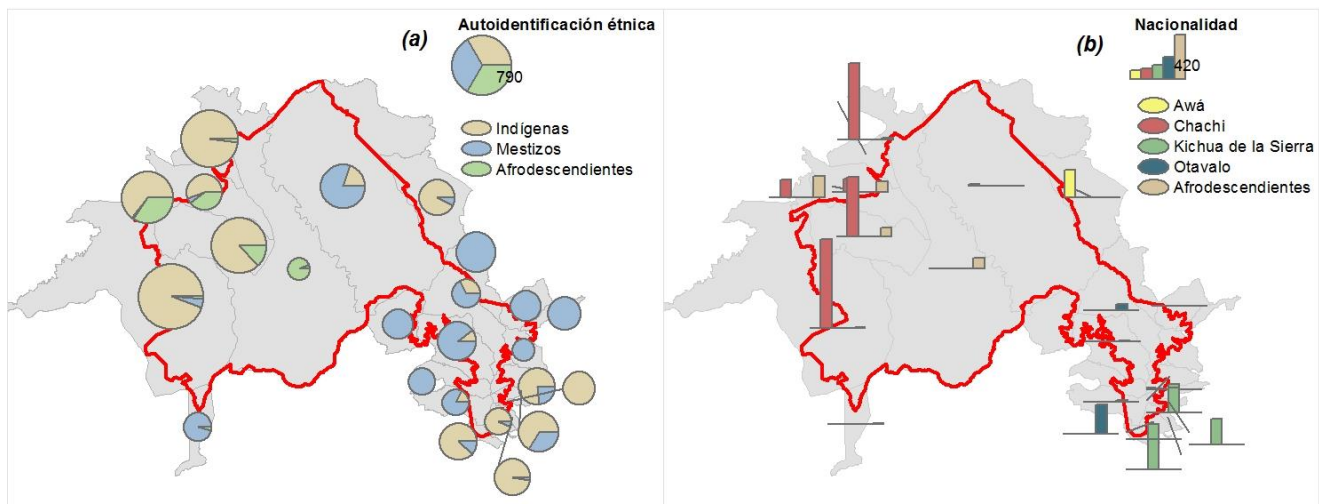 (a)
Autoidentificación étnica
790
Indígenas
Mestizos
Afrodescendientes
(b)
Nacionalidad
420
Awá
Chachi
Kichua de la Sierra
Otavalo
Afrodescendientes